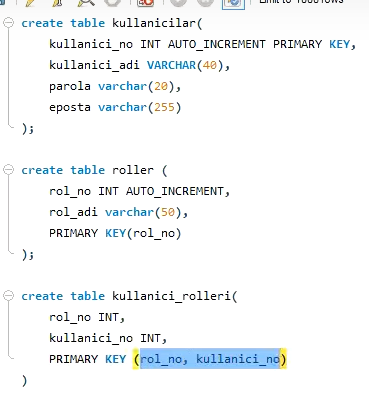 Limit to 1000 rows
create table kullanicilar(
kullanici_no INT AUTO_INCREMENT PRIMARY KEY,
kullanici_adi VARCHAR(40),
parola varchar(20),
eposta varchar(255)
);
create table roller (
rol_no INT AUTO_INCREMENT,
rol_adi varchar(50),
PRIMARY KEY(rol_no)
);
create table kullanici_rolleri(
rol_no INT,
kullanici_no INT,
PRIMARY KEY (rol_no, kullanici_no)
)